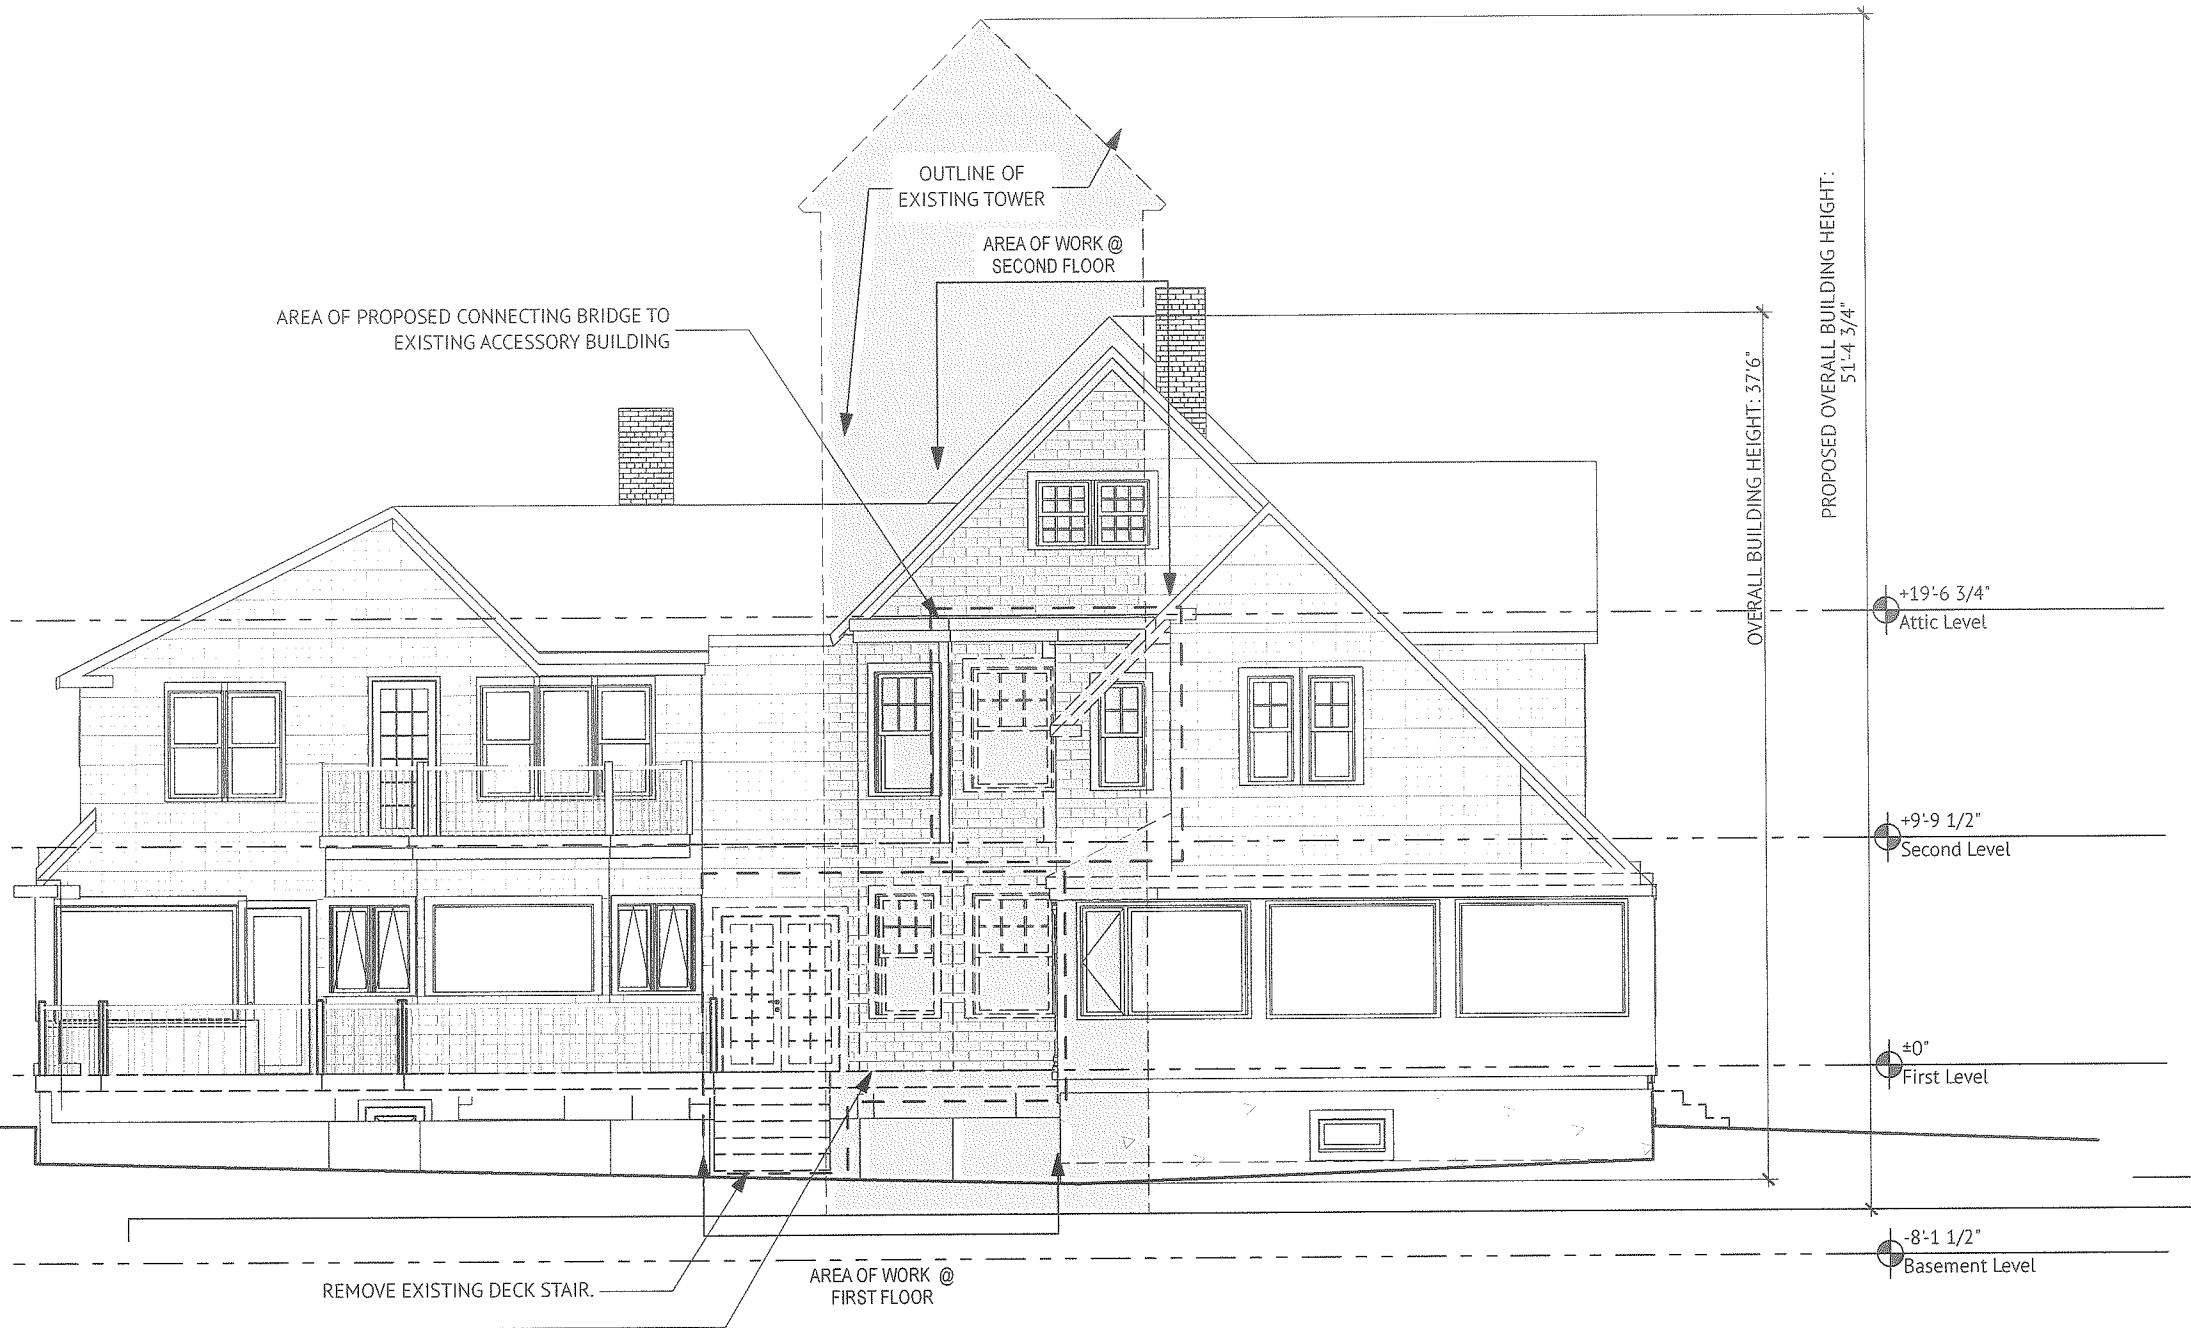 OUTLINE OF
EXISTING TOWER
AREA OF WORK @
SECOND FLOOR
AREA OF PROPOSED CONNECTING BRIDGE TO
EXISTING ACCESSORY BUILDING
PROPOSED OVERALL BUILDING HEIGHT:
51'-4 3/4"
OVERALL BUILDING HEIGHT: 37'6"
+19'-6 3/4"
Attic Level
+9'-9 1/2"
Second Level
±0"
First Level
-8'-1 1/2"
Basement Level
REMOVE EXISTING DECK STAIR.
AREA OF WORK @
FIRST FLOOR